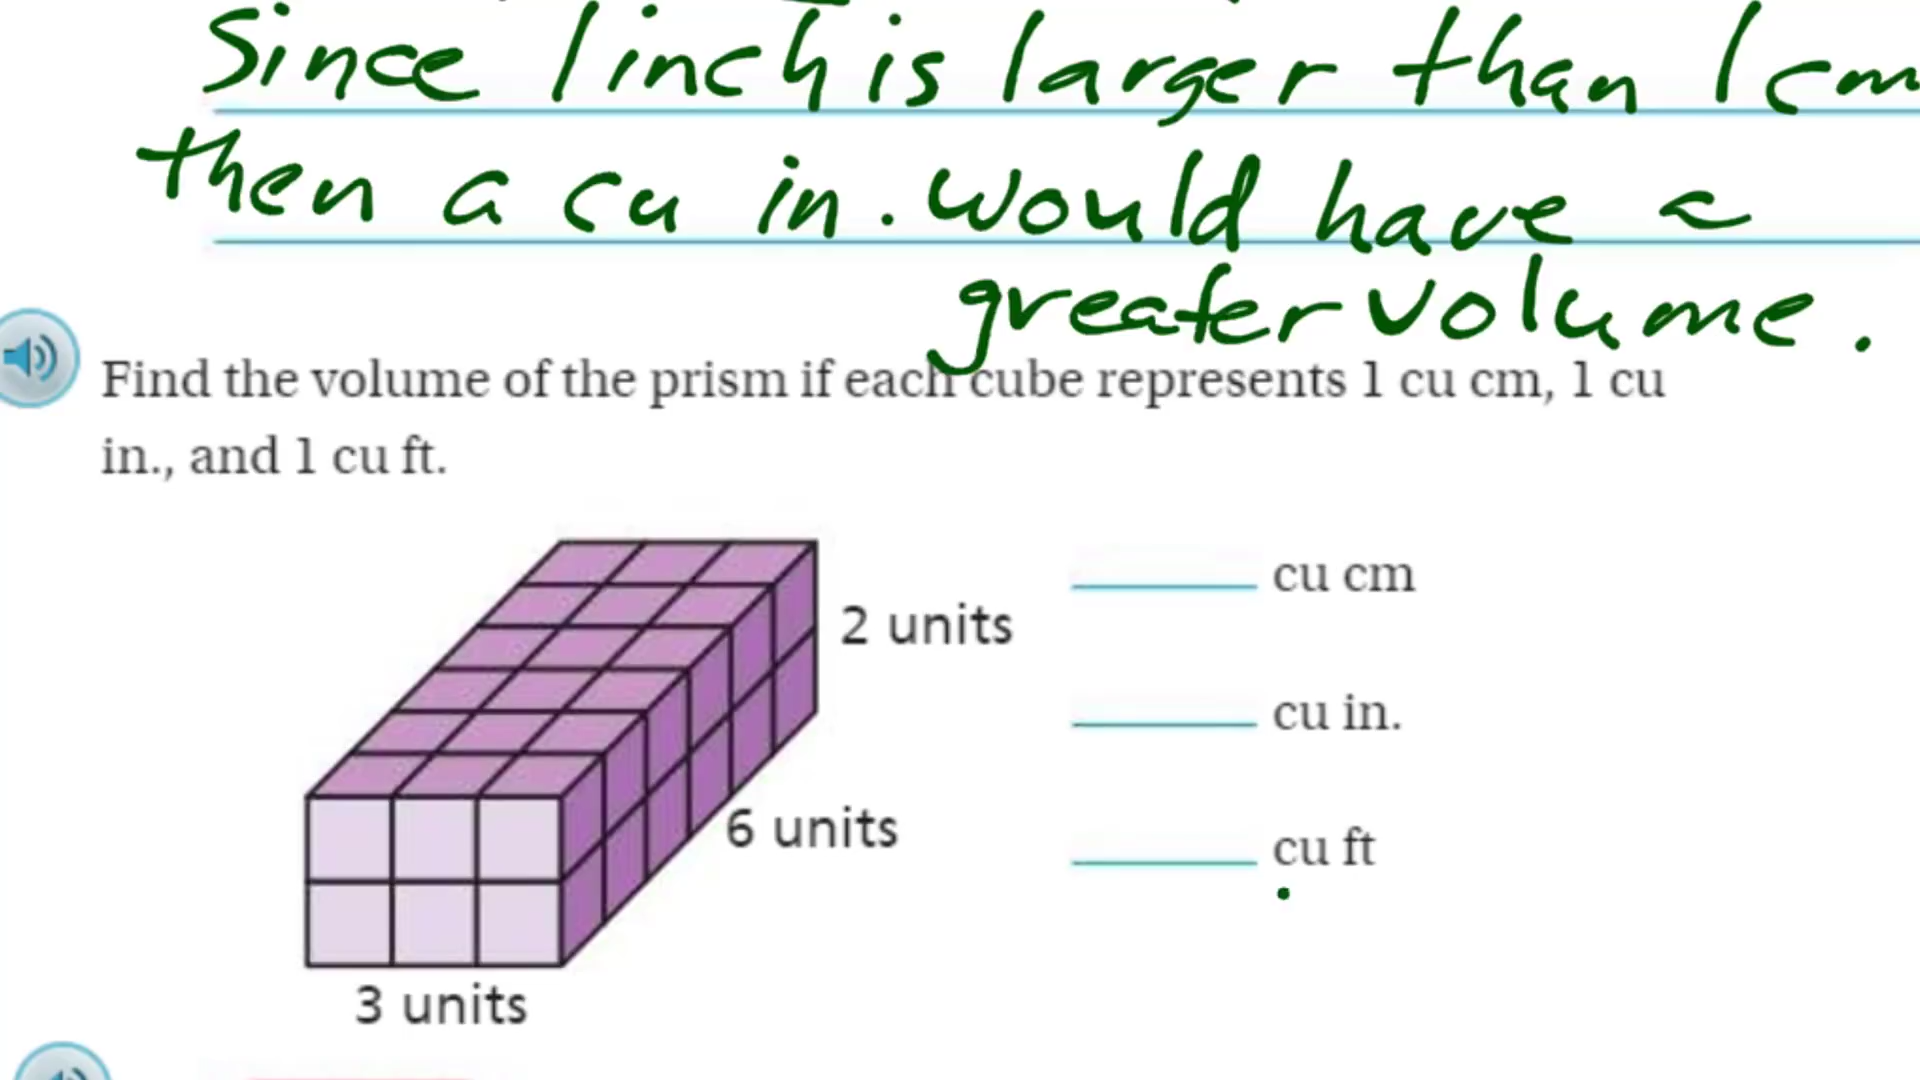 Since 1 inch is larger than 1 cm
then a cu in. would have a
greater volume.
Find the volume of the prism if each cube represents 1 cu cm, 1 cu
in., and 1 cu ft.
cu cm
2 units
cu in.
6 units
cu ft
3 units